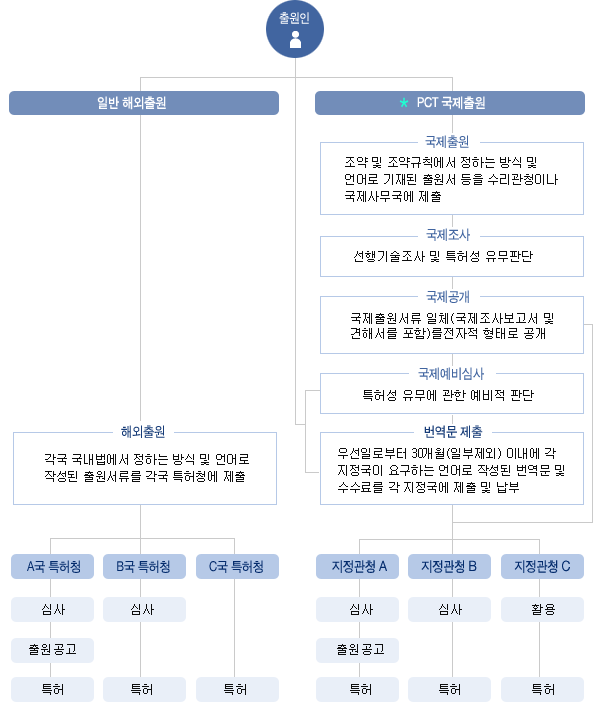 출원인
일반 해외출원
* PCT 국제출원
국제출원
조약 및 조약규칙에서 정하는 방식 및
언어로 기재된 출원서 등을 수리관청이나
국제사무국에 제출
국제조사
선행기술조사 및 특허성 유무판단
국제공개
국제출원서류 일체(국제조사보고서 및
견해서를 포함)를전자적 형태로 공개
국제예비심사
특허성 유무에 관한 예비적 판단
해외출원
각국 국내법에서 정하는 방식 및 언어로
작성된 출원서류를 각국 특허청에 제출
번역문 제출
우선일로부터 30개월(일부제외) 이내에 각
지정국이 요구하는 언어로 작성된 번역문 및
수수료를 각 지정국에 제출 및 납부
A국 특허청
B국 특허청
C국 특허청
심사
심사
출원공고
특허
특허
특허
지정관청 A
지정관청 B
지정관청 C
심사
심사
활용
출원공고
특허
특허
특허